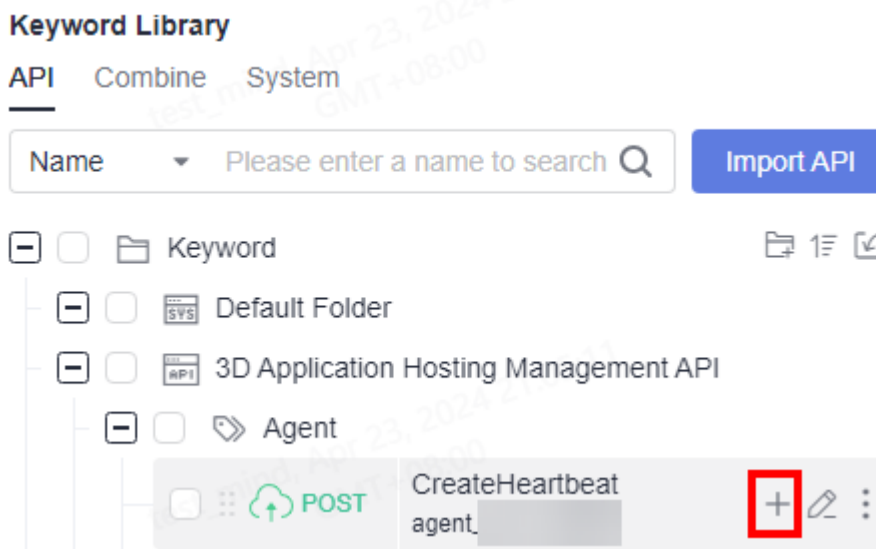 Keyword Library
API Combine System
Name Please enter a name to search Import API
Keyword
Default Folder
3D Application Hosting Management API
Agent
POST CreateHeartbeat
agent_